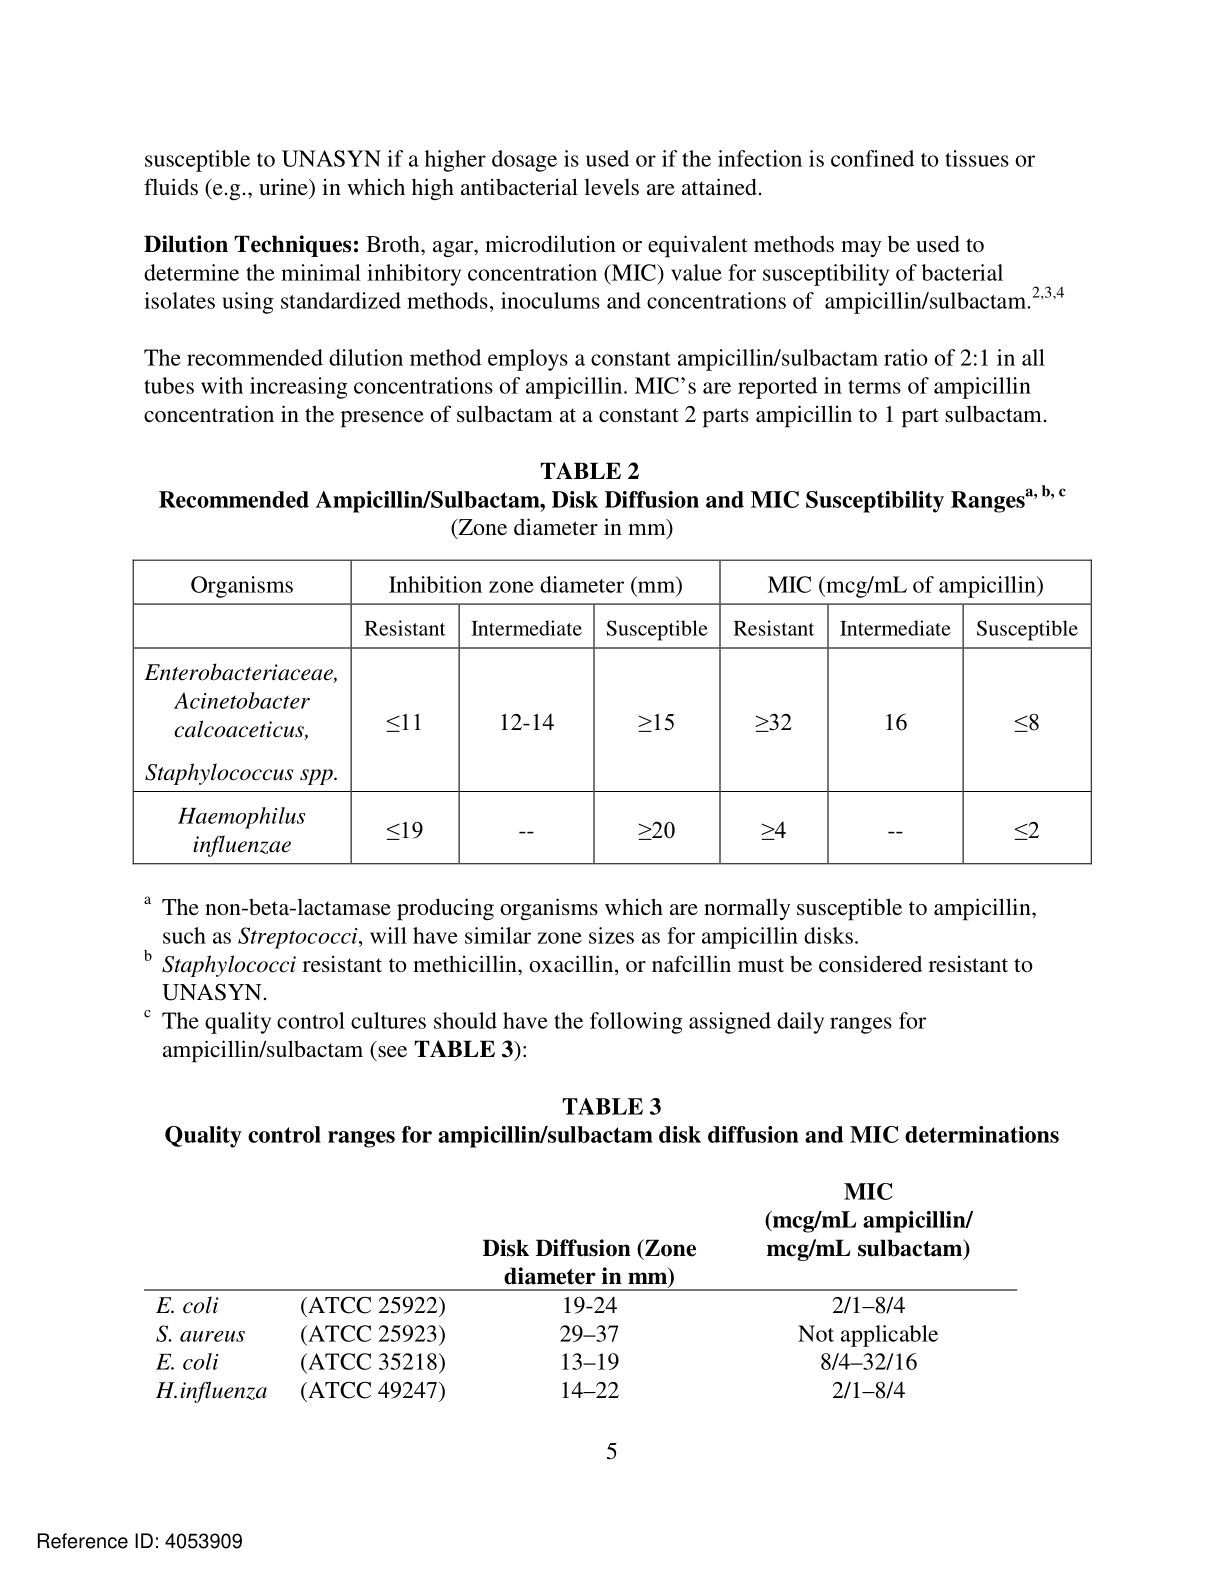 susceptible to UNASYN if a higher dosage is used or if the infection is confined to tissues or
fluids (e.g., urine) in which high antibacterial levels are attained.
Dilution Techniques: Broth, agar, microdilution or equivalent methods may be used to
determine the minimal inhibitory concentration (MIC) value for susceptibility of bacterial
isolates using standardized methods, inoculums and concentrations of ampicillin/sulbactam.2,3,4
The recommended dilution method employs a constant ampicillin/sulbactam ratio of 2:1 in all
tubes with increasing concentrations of ampicillin. MIC’s are reported in terms of ampicillin
concentration in the presence of sulbactam at a constant 2 parts ampicillin to 1 part sulbactam.
TABLE 2
Recommended Ampicillin/Sulbactam, Disk Diffusion and MIC Susceptibility Rangesa, b, c
(Zone diameter in mm)
Organisms Inhibition zone diameter (mm) MIC (mcg/mL of ampicillin)
Resistant Intermediate Susceptible Resistant Intermediate Susceptible
Enterobacteriaceae,
Acinetobacter
calcoaceticus,
Staphylococcus spp.
≤11 12-14 ≥15 ≥32 16 ≤8
Haemophilus
influenzae
≤19 -- ≥20 ≥4 -- ≤2
a The non-beta-lactamase producing organisms which are normally susceptible to ampicillin,
such as Streptococci, will have similar zone sizes as for ampicillin disks.
b Staphylococci resistant to methicillin, oxacillin, or nafcillin must be considered resistant to
UNASYN.
c The quality control cultures should have the following assigned daily ranges for
ampicillin/sulbactam (see TABLE 3):
TABLE 3
Quality control ranges for ampicillin/sulbactam disk diffusion and MIC determinations
Disk Diffusion (Zone
diameter in mm)
MIC
(mcg/mL ampicillin/
mcg/mL sulbactam)
E. coli (ATCC 25922) 19-24 2/1–8/4
S. aureus (ATCC 25923) 29–37 Not applicable
E. coli (ATCC 35218) 13–19 8/4–32/16
H.influenza (ATCC 49247) 14–22 2/1–8/4
5
Reference ID: 4053909